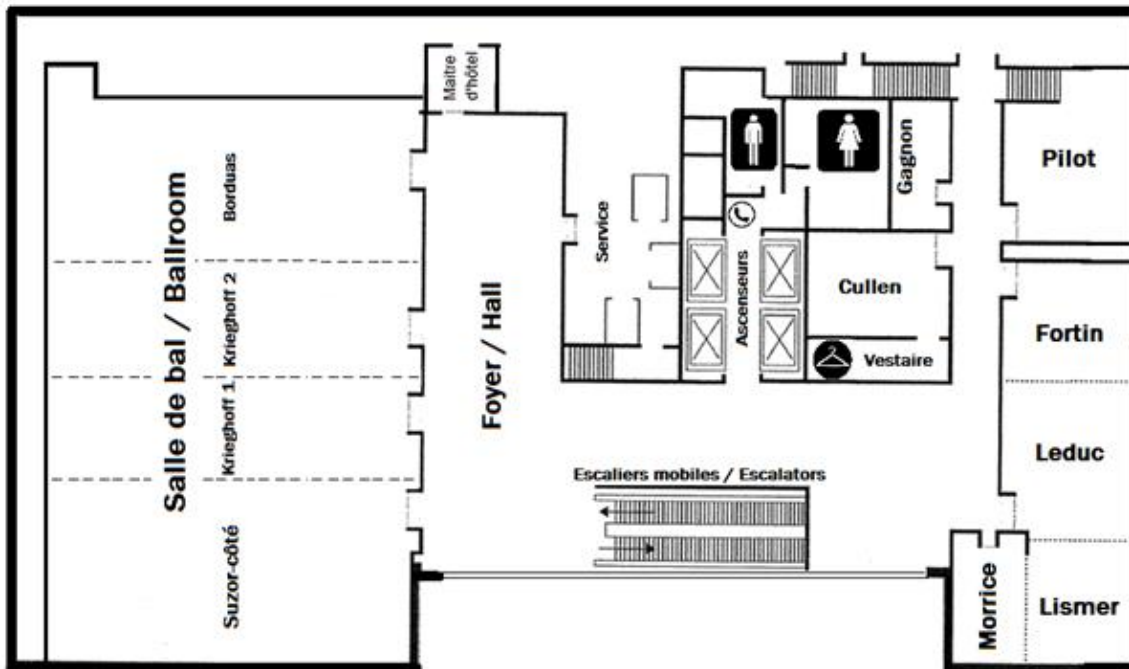 Maitre
d'hôtel
Salle de bal / Ballroom
Borduas
Krieghoff 2
Krieghoff 1
Suzor-côté
Foyer / Hall
Service
Ascenseurs
Gagnon
Cullen
Vestaire
Pilot
Fortin
Leduc
Lismer
Morrice
Escaliers mobiles / Escalators